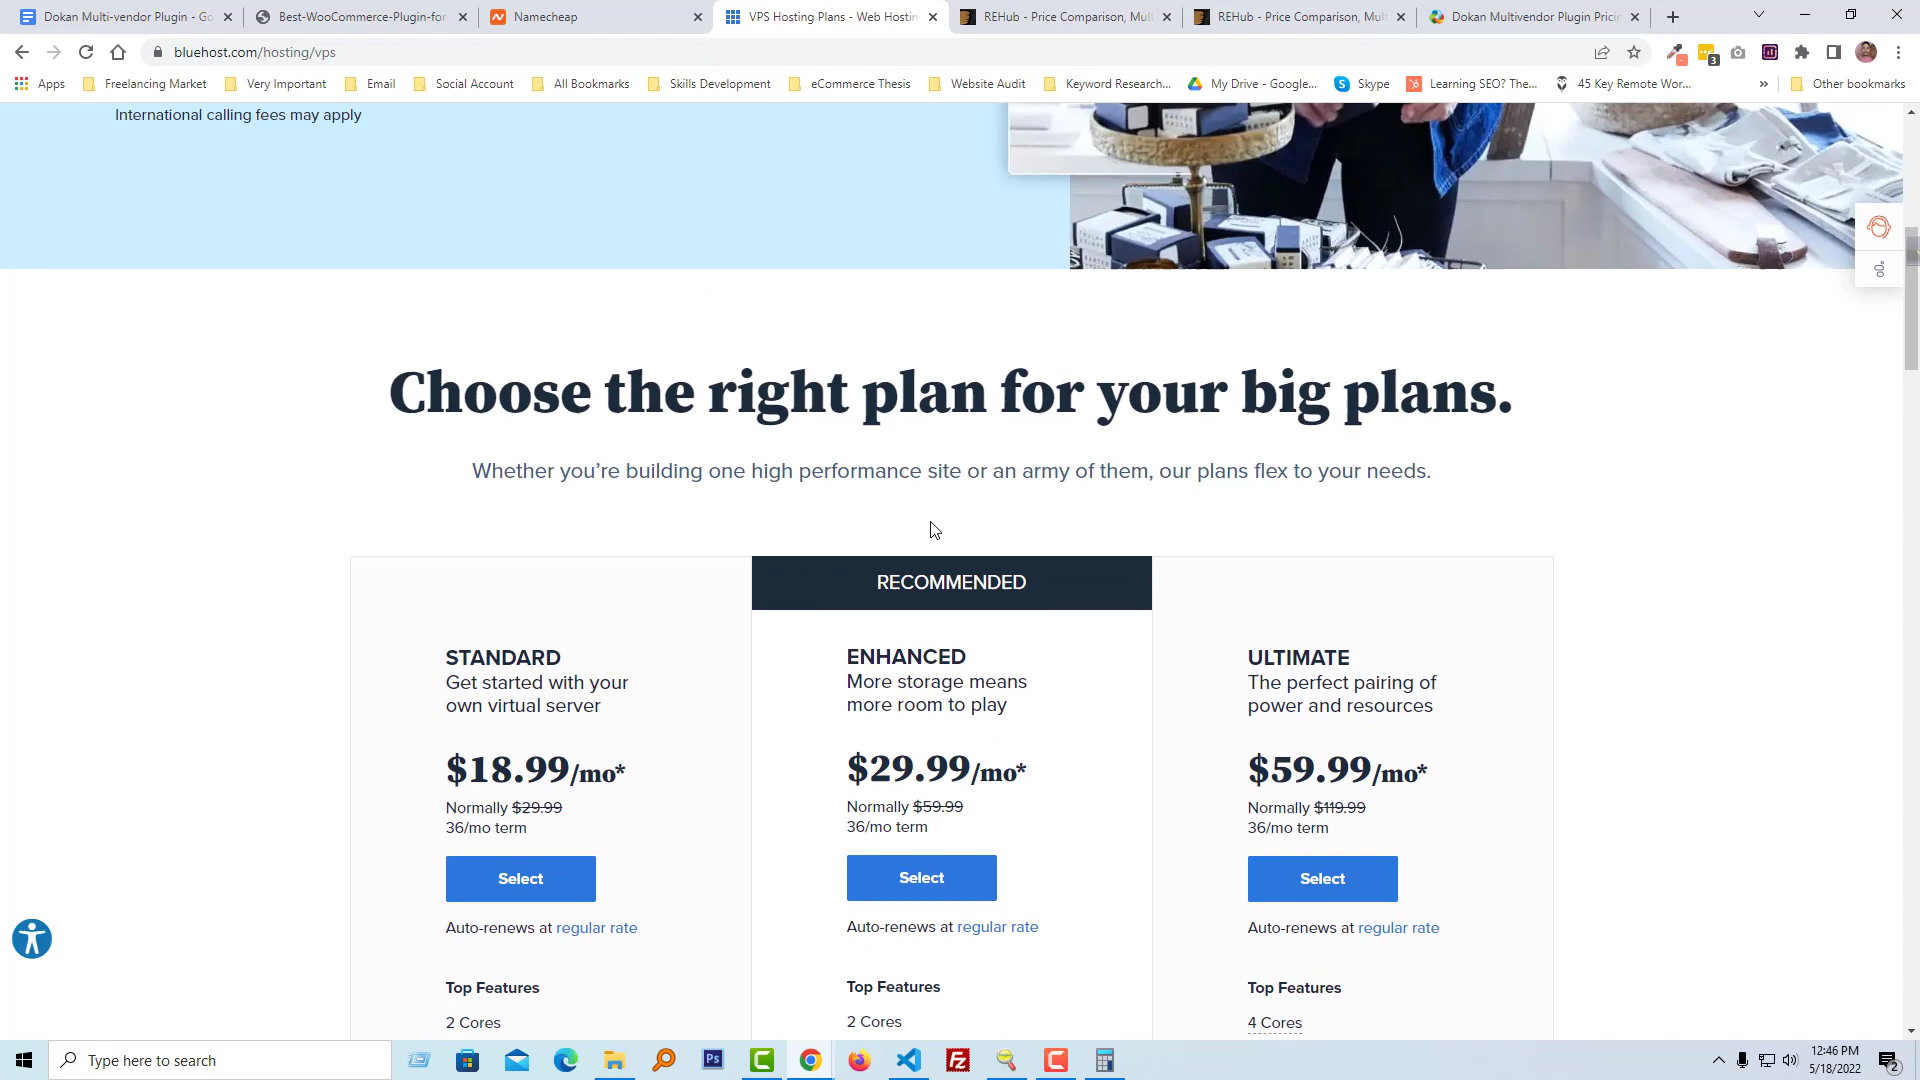 Dokan Multi-vendor Plugin - Go
Best-WooCommerce-Plugin-for
Namecheap
VPS Hosting Plans - Web Hostin
REHub - Price Comparison, Mul
REHub - Price Comparison, Mul
Dokan Multivendor Plugin Pricin
bluehost.com/hosting/vps
3
Apps
Freelancing Market
Very Important
Email
Social Account
All Bookmarks
Skills Development
eCommerce Thesis
Website Audit
Keyword Research...
My Drive - Google...
Skype
Learning SEO? The...
45 Key Remote Wor...
»
Other bookmarks
International calling fees may apply
Choose the right plan for your big plans.
Whether you’re building one high performance site or an army of them, our plans flex to your needs.
RECOMMENDED
STANDARD
Get started with your
own virtual server
$18.99/mo*
Normally $29.99
36/mo term
Select
Auto-renews at regular rate
Top Features
2 Cores
ENHANCED
More storage means
more room to play
$29.99/mo*
Normally $59.99
36/mo term
Select
Auto-renews at regular rate
Top Features
2 Cores
ULTIMATE
The perfect pairing of
power and resources
$59.99/mo*
Normally $119.99
36/mo term
Select
Auto-renews at regular rate
Top Features
4 Cores
Type here to search
Ps
Fz
12:46 PM
5/18/2022
2